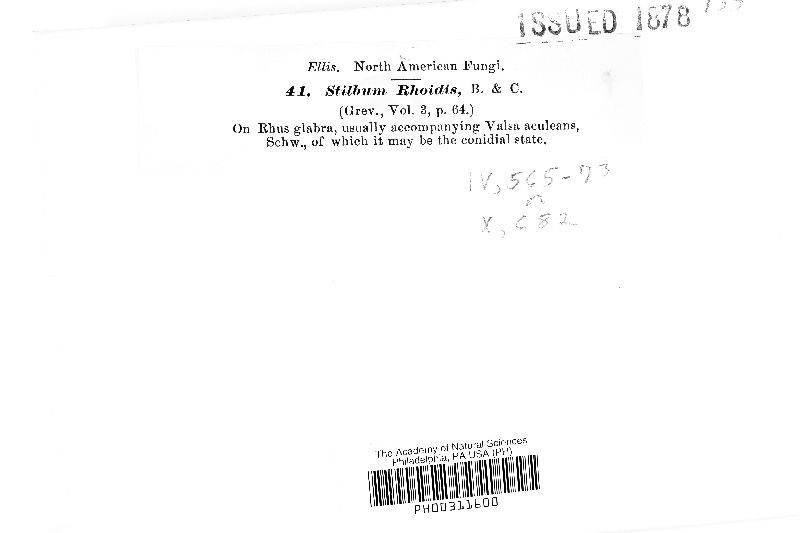 ISSUED 1878
Ellis. North American Fungi.
41. Stilbum Rhoidis, B. & C.
(Grev., Vol. 3, p. 64.)
On Rhus glabra, usually accompanying Valsa aculeans,
Schw., of which it may be the conidial state.
IV, 565-73
X, 682
The Academy of Natural Sciences
Philadelphia, PA USA (PH)
PH00311600